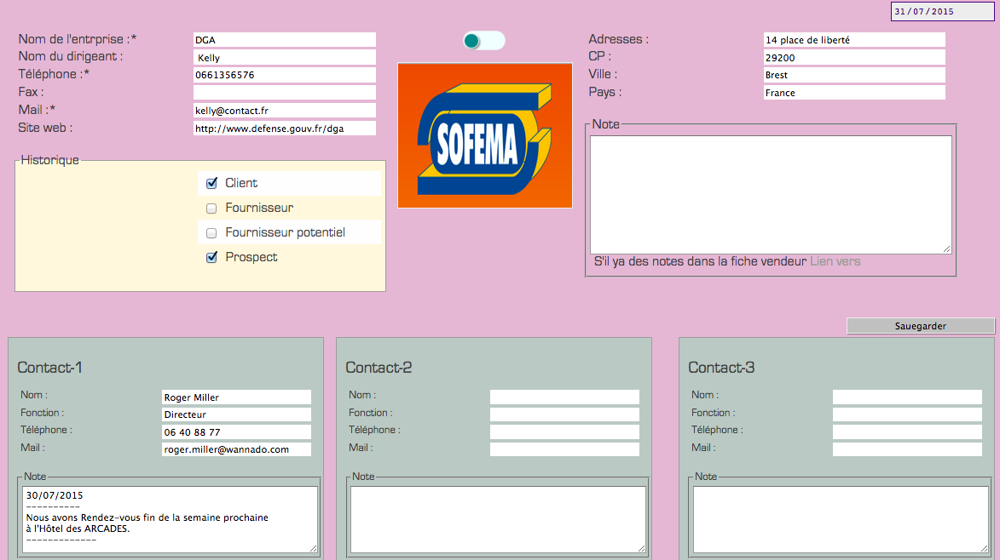 31/07/2015
Nom de l'entrprise :* DGA
Nom du dirigeant : Kelly
Téléphone :* 0661356576
Fax :
Mail :* kelly@contact.fr
Site web : http://www.defense.gouv.fr/dga
Historique
Client
Fournisseur
Fournisseur potentiel
Prospect
SOFEMA
Adresses : 14 place de liberté
CP : 29200
Ville : Brest
Pays : France
Note
S'il ya des notes dans la fiche vendeur Lien vers
Sauegarder
Contact-1
Nom : Roger Miller
Fonction : Directeur
Téléphone : 06 40 88 77
Mail : roger.miller@wannado.com
Note
30/07/2015
----------
Nous avons Rendez-vous fin de la semaine prochaine
à l'Hôtel des ARCADES.
-------------
Contact-2
Nom :
Fonction :
Téléphone :
Mail :
Note
Contact-3
Nom :
Fonction :
Téléphone :
Mail :
Note